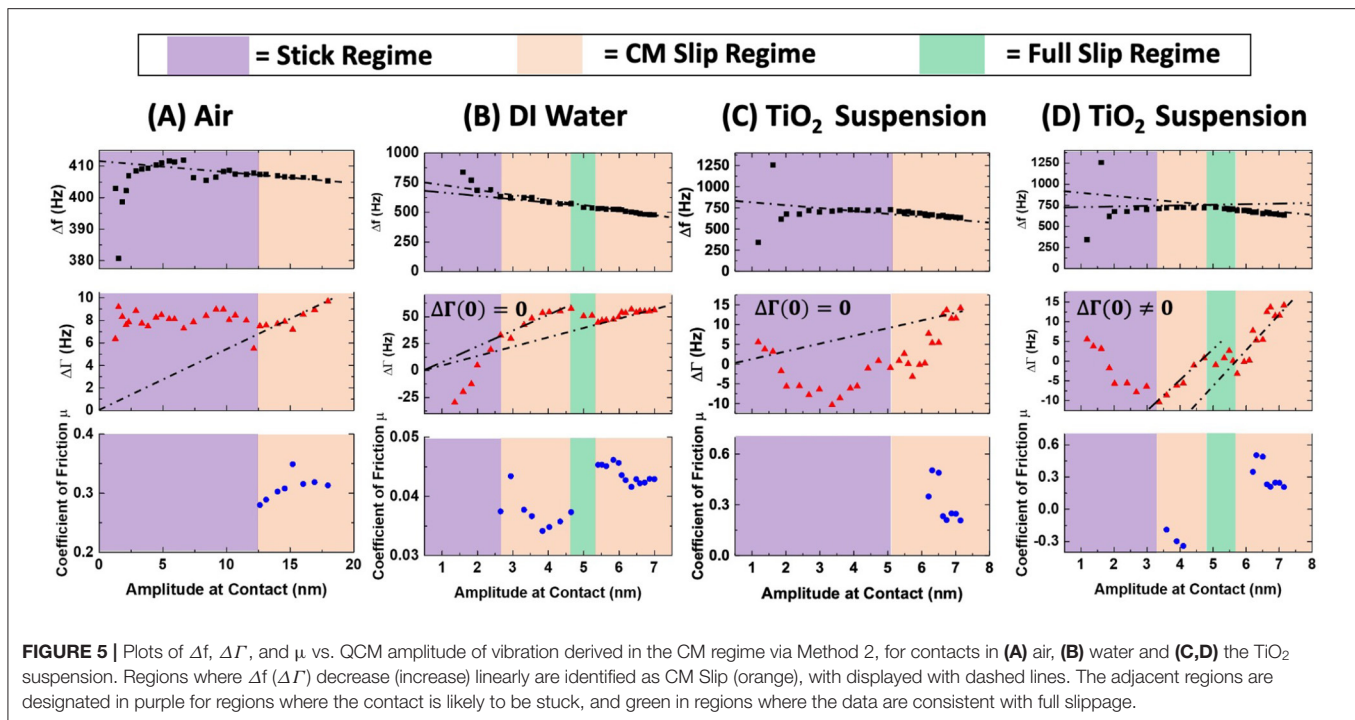 = Stick Regime = CM Slip Regime = Full Slip Regime
(A) Air
410
400
390
380
Δf (Hz)
10
8
6
4
2
0
ΔΓ (Hz)
0.4
0.3
0.2
Coefficient of Friction μ
0 5 10 15 20
Amplitude at Contact (nm)
(B) DI Water
1000
750
500
250
0
Δf (Hz)
ΔΓ(0) = 0
50
25
0
-25
ΔΓ (Hz)
0.05
0.04
0.03
Coefficient of Friction μ
1 2 3 4 5 6 7
Amplitude at Contact (nm)
(C) TiO₂ Suspension
1250
1000
750
500
250
0
Δf (Hz)
ΔΓ(0) = 0
15
10
5
0
-5
-10
ΔΓ (Hz)
0.6
0.3
0.0
Coefficient of Friction μ
1 2 3 4 5 6 7 8
Amplitude at Contact (nm)
(D) TiO₂ Suspension
1250
1000
750
500
250
0
Δf (Hz)
ΔΓ(0) ≠ 0
15
10
5
0
-5
-10
ΔΓ (Hz)
0.6
0.3
0.0
-0.3
Coefficient of Friction μ
1 2 3 4 5 6 7 8
Amplitude at Contact (nm)
FIGURE 5 | Plots of Δf, ΔΓ, and μ vs. QCM amplitude of vibration derived in the CM regime via Method 2, for contacts in (A) air, (B) water and (C,D) the TiO₂
suspension. Regions where Δf (ΔΓ) decrease (increase) linearly are identified as CM Slip (orange), with displayed with dashed lines. The adjacent regions are
designated in purple for regions where the contact is likely to be stuck, and green in regions where the data are consistent with full slippage.